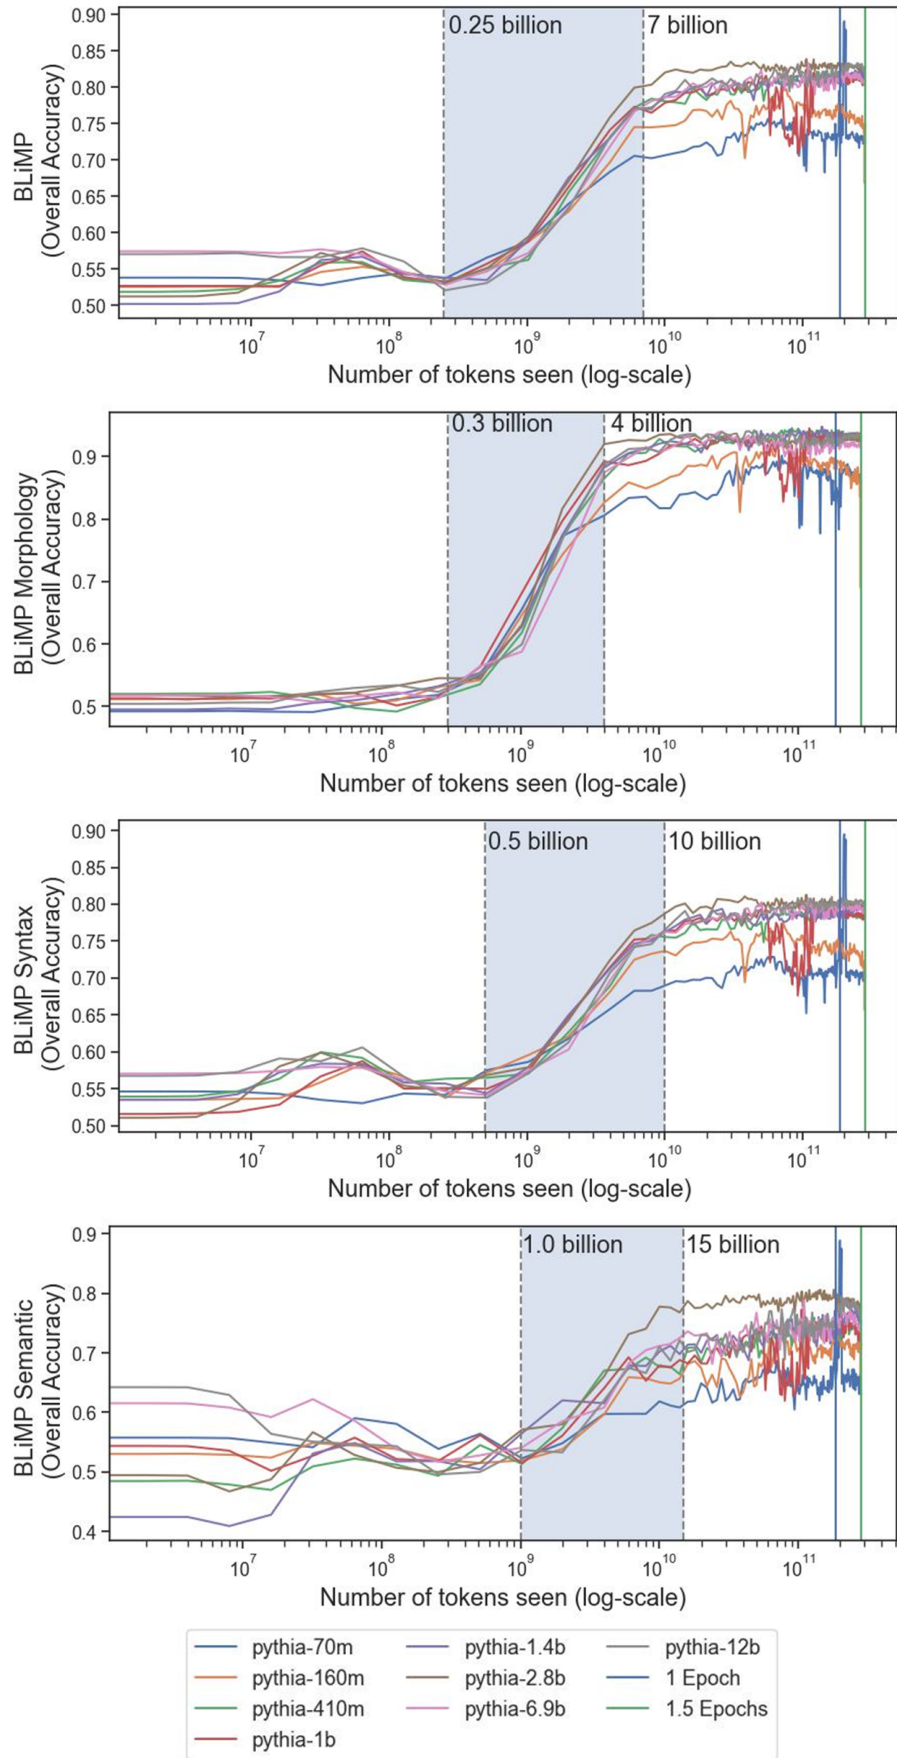 0.25 billion 7 billion
0.90
0.85
0.80
0.75
0.70
0.65
0.60
0.55
0.50
BLiMP
(Overall Accuracy)
10^7 10^8 10^9 10^10 10^11
Number of tokens seen (log-scale)
0.3 billion 4 billion
0.9
0.8
0.7
0.6
0.5
BLiMP Morphology
(Overall Accuracy)
10^7 10^8 10^9 10^10 10^11
Number of tokens seen (log-scale)
0.5 billion 10 billion
0.90
0.85
0.80
0.75
0.70
0.65
0.60
0.55
0.50
BLiMP Syntax
(Overall Accuracy)
10^7 10^8 10^9 10^10 10^11
Number of tokens seen (log-scale)
1.0 billion 15 billion
0.9
0.8
0.7
0.6
0.5
0.4
BLiMP Semantic
(Overall Accuracy)
10^7 10^8 10^9 10^10 10^11
Number of tokens seen (log-scale)
pythia-70m pythia-1.4b pythia-12b
pythia-160m pythia-2.8b 1 Epoch
pythia-410m pythia-6.9b 1.5 Epochs
pythia-1b